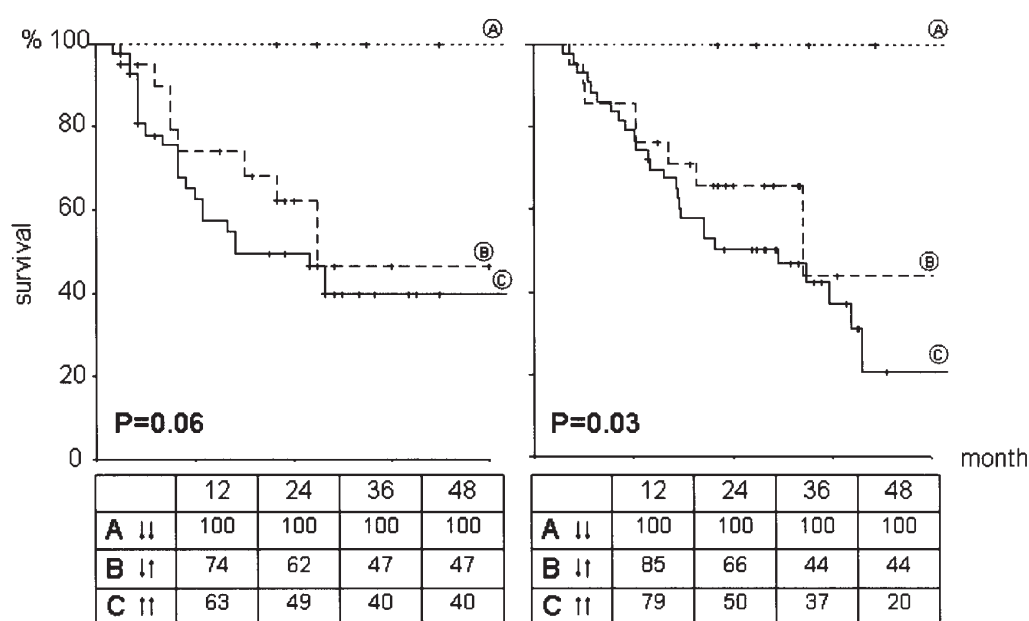 % 100
80
60
40
20
0
survival
A
B
C
P=0.06
A
B
C
P=0.03
month
12 24 36 48
A ↓↓ 100 100 100 100
B ↓↑ 74 62 47 47
C ↑↑ 63 49 40 40
12 24 36 48
A ↓↓ 100 100 100 100
B ↓↑ 85 66 44 44
C ↑↑ 79 50 37 20